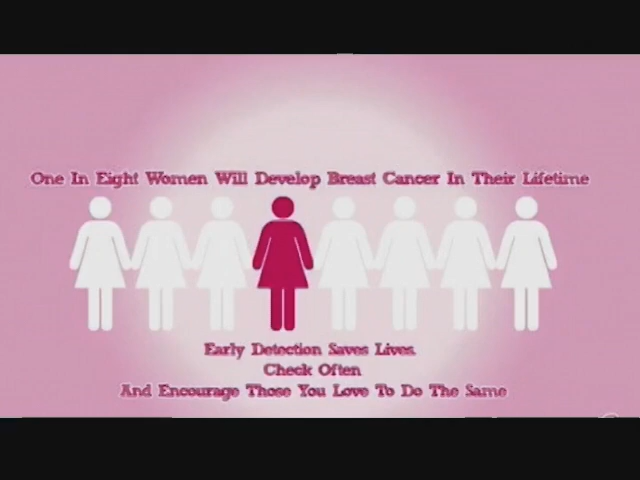 One In Eight Women Will Develop Breast Cancer In Their Lifetime
Early Detection Saves Lives
Check Often
And Encourage Those You Love To Do The Same